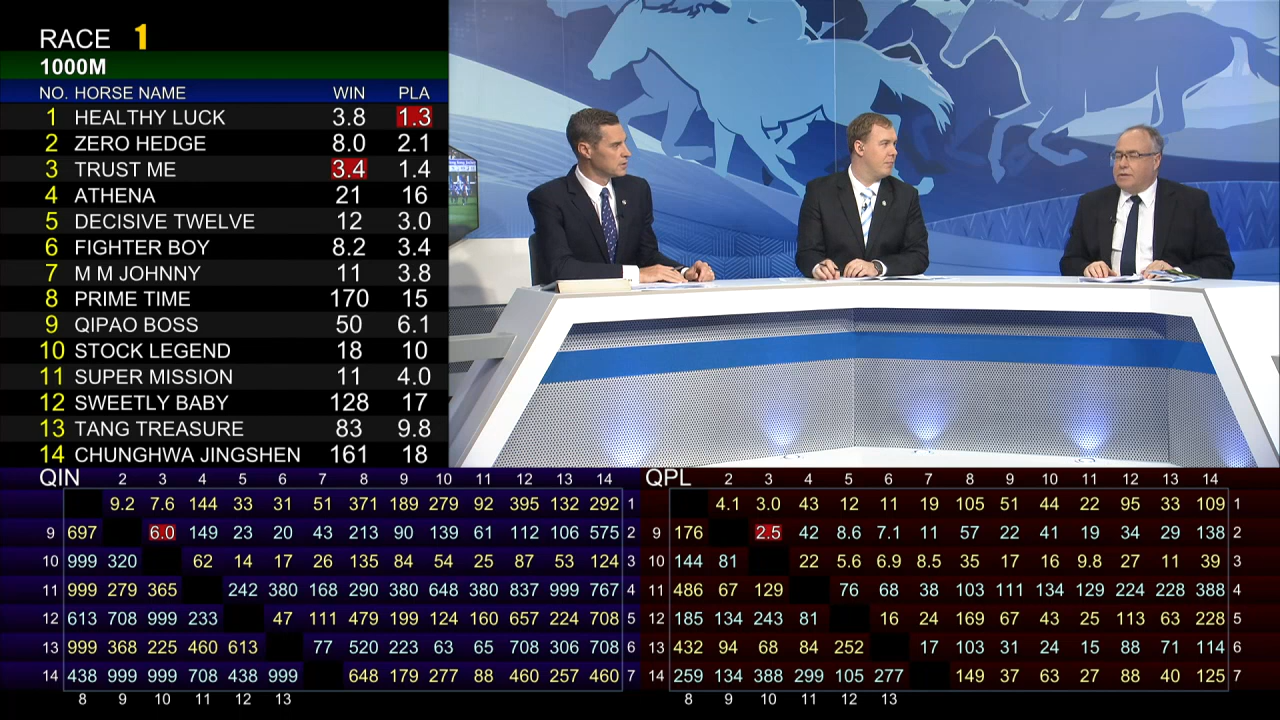 RACE 1
1000M
NO. HORSE NAME WIN PLA
1 HEALTHY LUCK 3.8 1.3
2 ZERO HEDGE 8.0 2.1
3 TRUST ME 3.4 1.4
4 ATHENA 21 16
5 DECISIVE TWELVE 12 3.0
6 FIGHTER BOY 8.2 3.4
7 M M JOHNNY 11 3.8
8 PRIME TIME 170 15
9 QIPAO BOSS 50 6.1
10 STOCK LEGEND 18 10
11 SUPER MISSION 11 4.0
12 SWEETLY BABY 128 17
13 TANG TREASURE 83 9.8
14 CHUNGHWA JINGSHEN 161 18
QIN 2 3 4 5 6 7 8 9 10 11 12 13 14
9.2 7.6 144 33 31 51 371 189 279 92 395 132 292 1
9 697 6.0 149 23 20 43 213 90 139 61 112 106 575 2
10 999 320 62 14 17 26 135 84 54 25 87 53 124 3
11 999 279 365 242 380 168 290 380 648 380 837 999 767 4
12 613 708 999 233 47 111 479 199 124 160 657 224 708 5
13 999 368 225 460 613 77 520 223 63 65 708 306 708 6
14 438 999 999 708 438 999 648 179 277 88 460 257 460 7
8 9 10 11 12 13
QPL 2 3 4 5 6 7 8 9 10 11 12 13 14
4.1 3.0 43 12 11 19 105 51 44 22 95 33 109 1
9 176 2.5 42 8.6 7.1 11 57 22 41 19 34 29 138 2
10 144 81 22 5.6 6.9 8.5 35 17 16 9.8 27 11 39 3
11 486 67 129 76 68 38 103 111 134 129 224 228 388 4
12 185 134 243 81 16 24 169 67 43 25 113 63 228 5
13 432 94 68 84 252 17 103 31 24 15 88 71 114 6
14 259 134 388 299 105 277 149 37 63 27 88 40 125 7
8 9 10 11 12 13